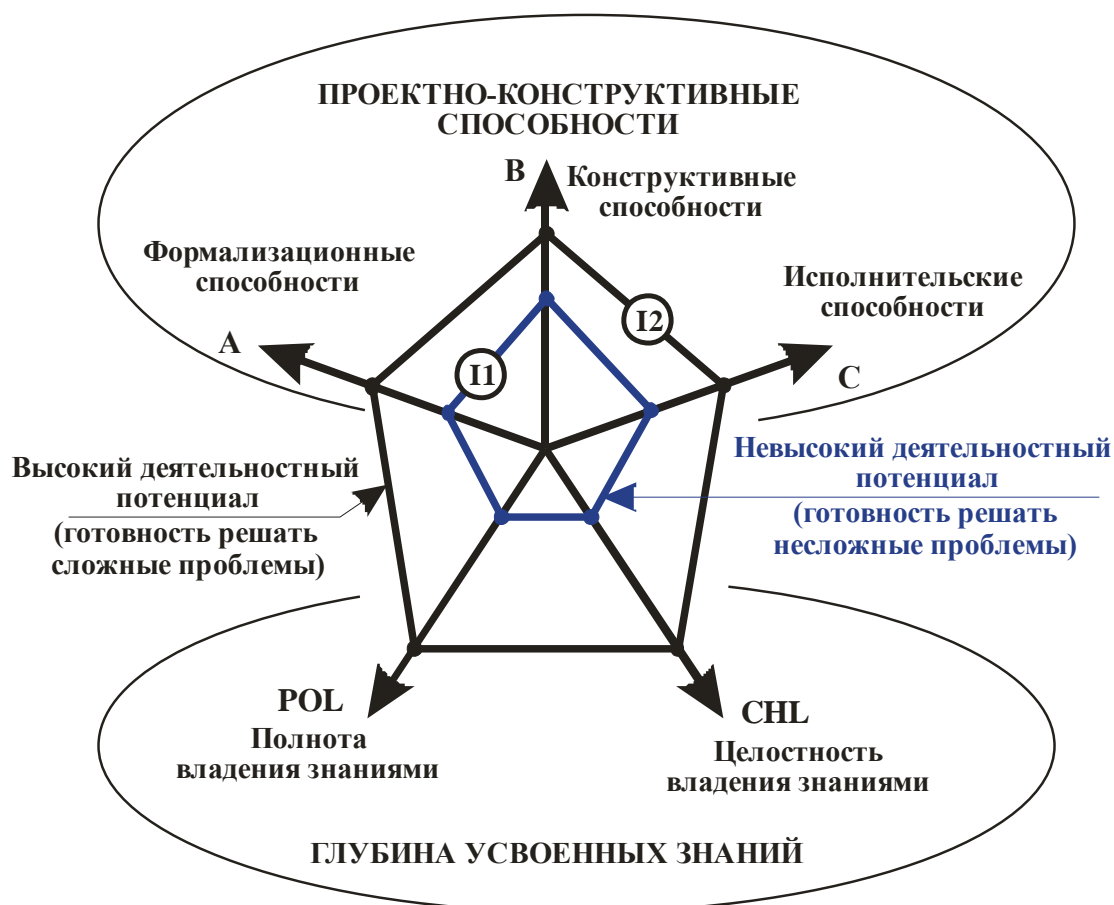 ПРОЕКТНО-КОНСТРУКТИВНЫЕ
СПОСОБНОСТИ
B
Конструктивные
способности
Формализационные
способности
Исполнительские
способности
A
I2
I1
C
Высокий деятельностный
потенциал
(готовность решать
сложные проблемы)
Невысокий деятельностный
потенциал
(готовность решать
несложные проблемы)
POL
Полнота
владения знаниями
CHL
Целостность
владения знаниями
ГЛУБИНА УСВОЕННЫХ ЗНАНИЙ